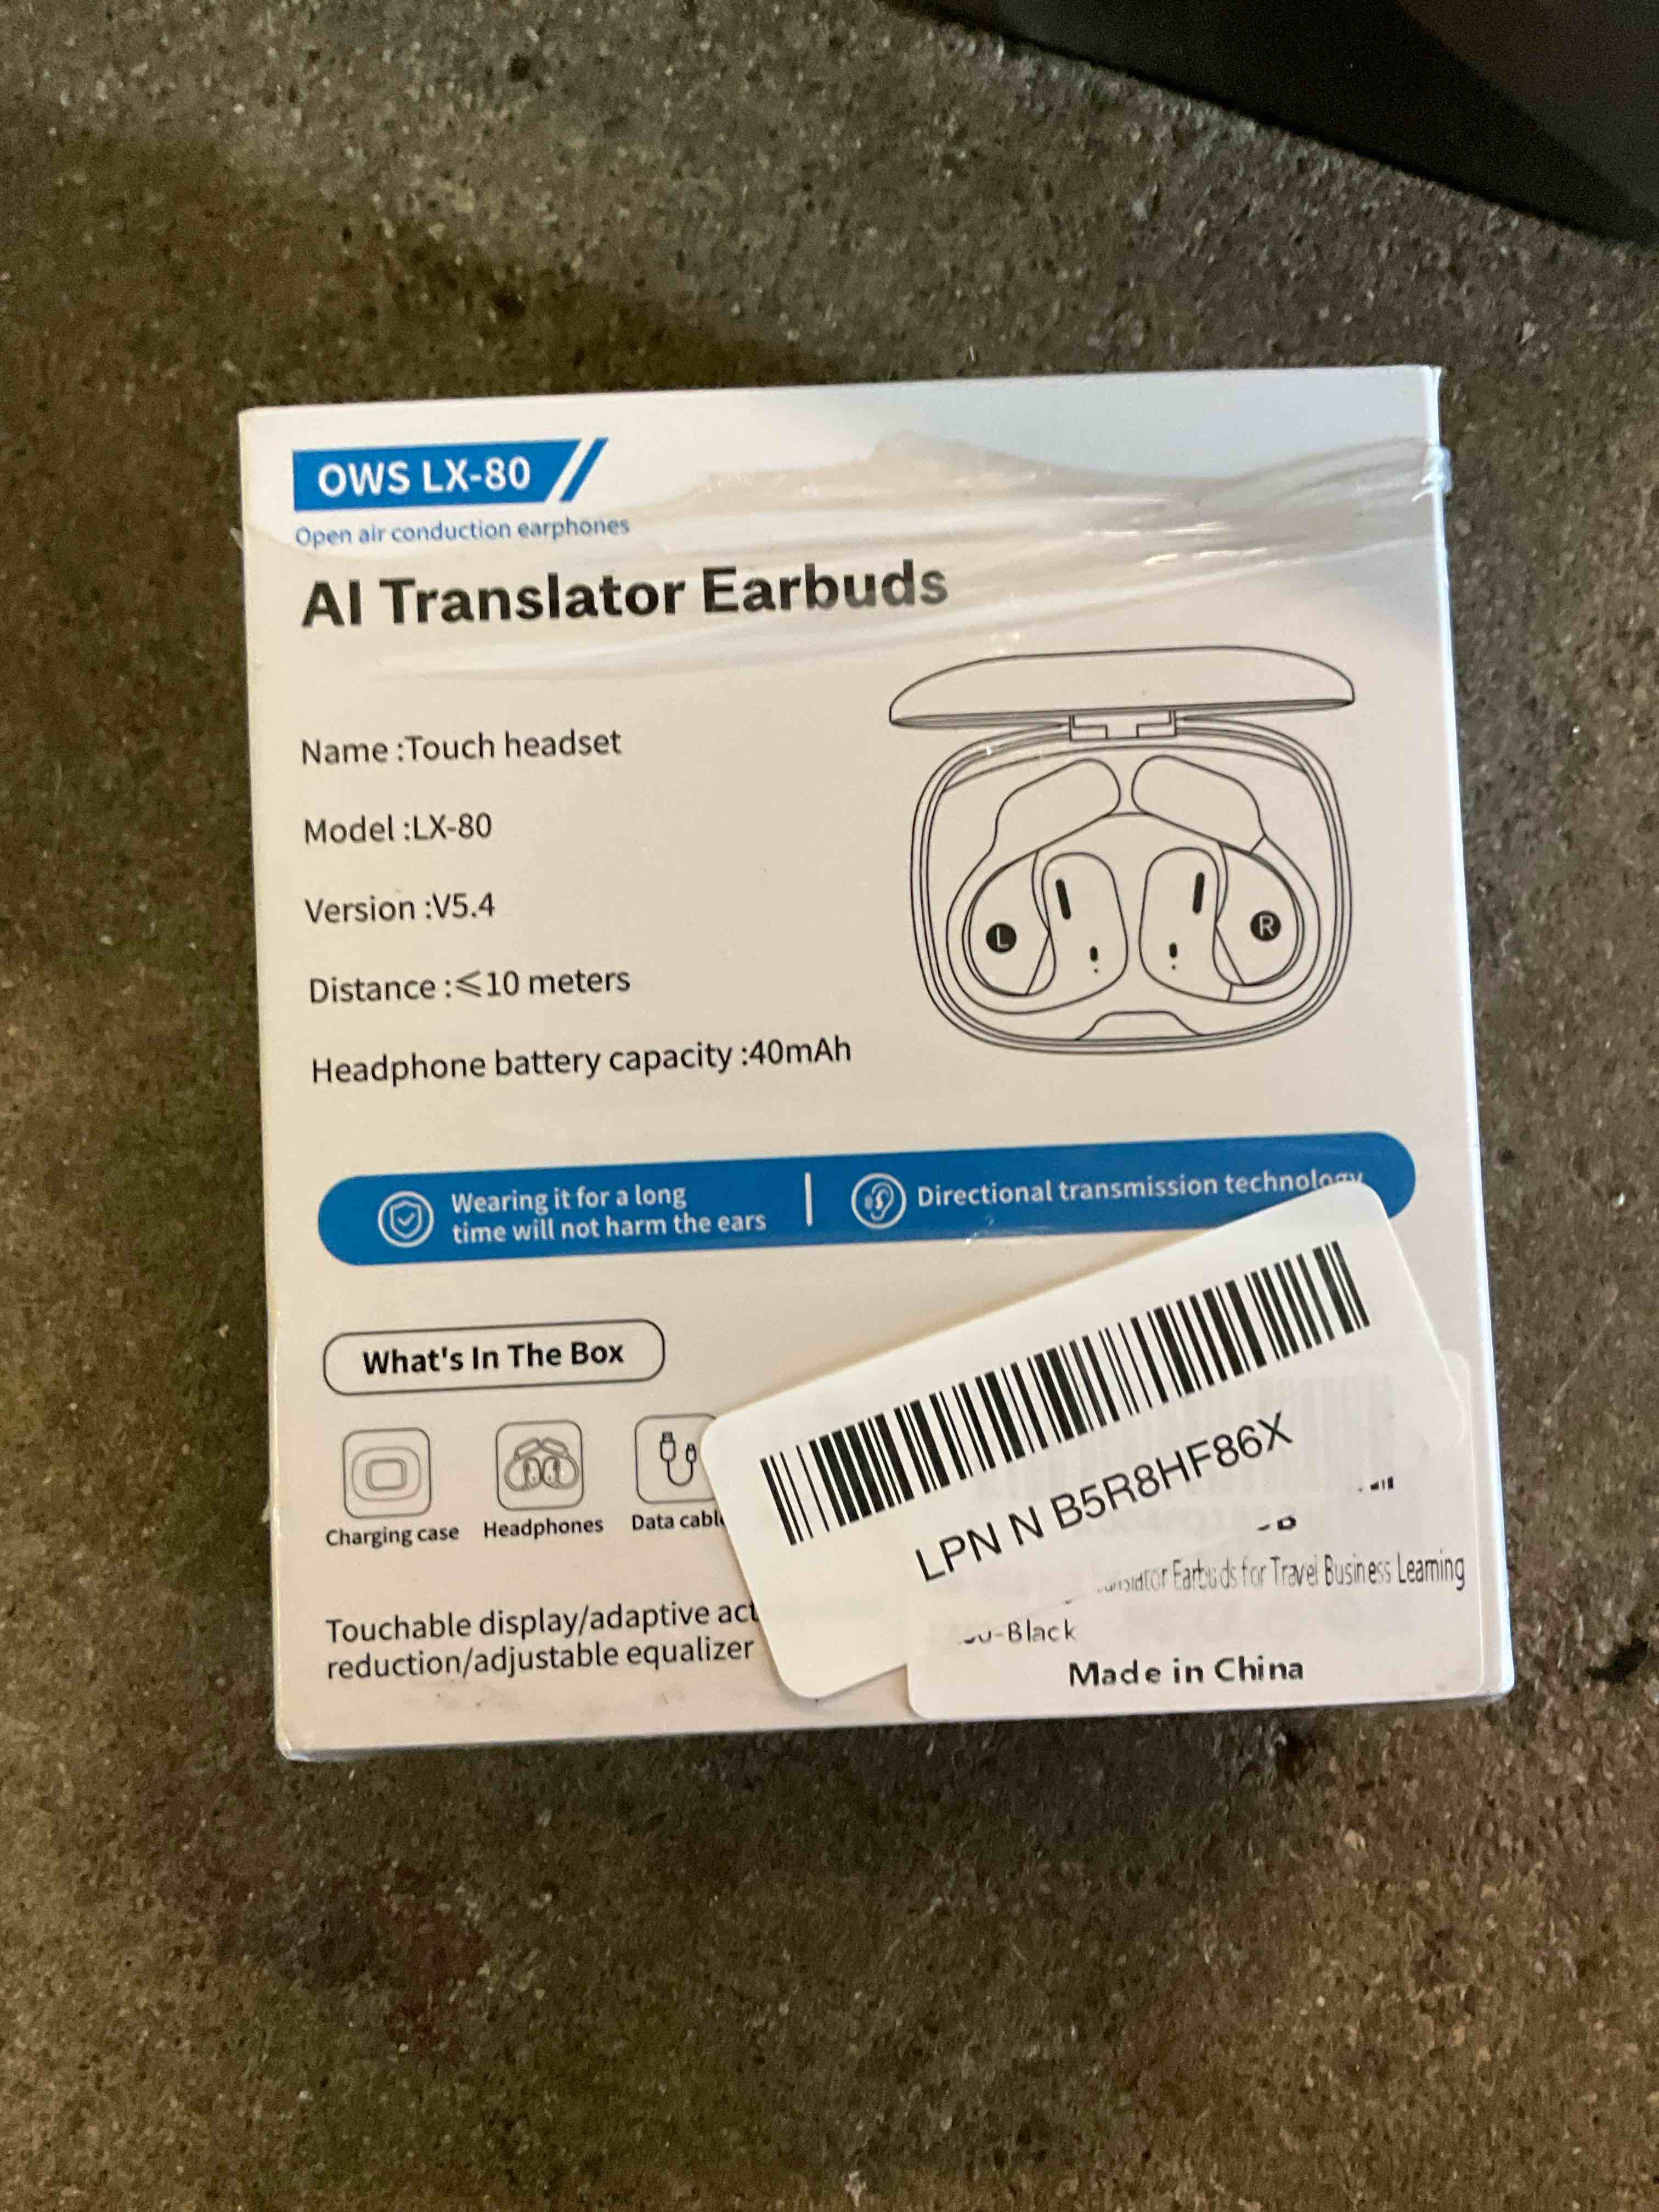 OWS LX-80
Open air conduction earphones
AI Translator Earbuds
Name :Touch headset
Model :LX-80
Version :V5.4
Distance :≤10 meters
Headphone battery capacity :40mAh
L
R
Wearing it for a long
time will not harm the ears
Directional transmission technology
What's In The Box
Charging case
Headphones
Data cable
Touchable display/adaptive act
reduction/adjustable equalizer
LPN N B5R8HF86X
Earbuds for Travel Business Learning
-Black
Made in China